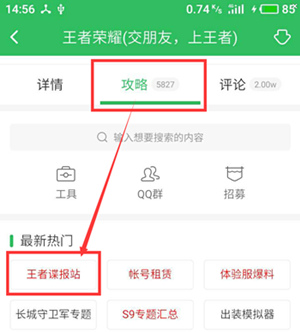 14:56 0.74 k/s 4G 85
王者荣耀(交朋友，上王者)
详情 攻略 5827 评论 2.00w
输入想要搜索的内容
工具 QQ群 招募
最新热门
王者谍报站 帐号租赁 体验服爆料
长城守卫军专题 S9专题汇总 出装模拟器